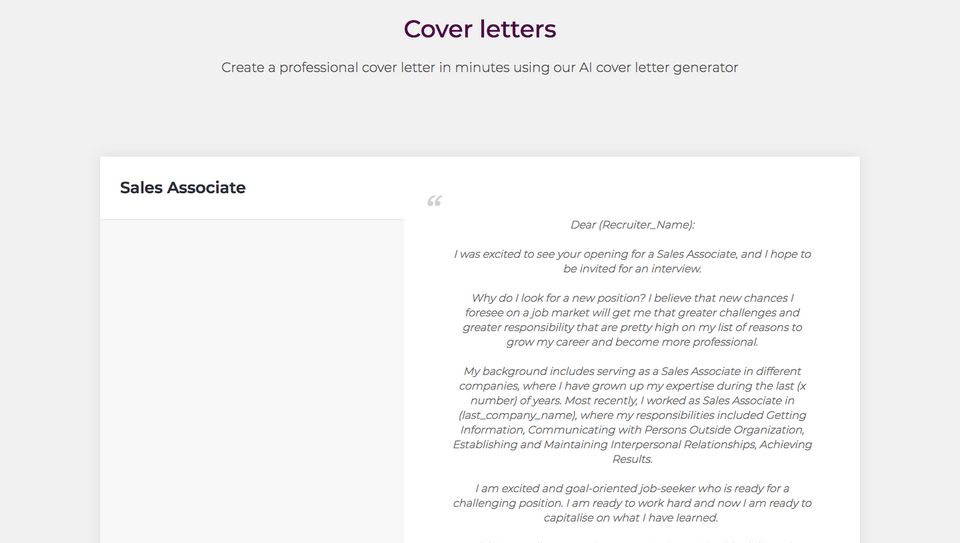 Cover letters
Create a professional cover letter in minutes using our AI cover letter generator
Sales Associate
“
Dear (Recruiter_Name):
I was excited to see your opening for a Sales Associate, and I hope to
be invited for an interview.
Why do I look for a new position? I believe that new chances I
foresee on a job market will get me that greater challenges and
greater responsibility that are pretty high on my list of reasons to
grow my career and become more professional.
My background includes serving as a Sales Associate in different
companies, where I have grown up my expertise during the last (x
number) of years. Most recently, I worked as Sales Associate in
(last_company_name), where my responsibilities included Getting
Information, Communicating with Persons Outside Organization,
Establishing and Maintaining Interpersonal Relationships, Achieving
Results.
I am excited and goal-oriented job-seeker who is ready for a
challenging position. I am ready to work hard and now I am ready to
capitalise on what I have learned.